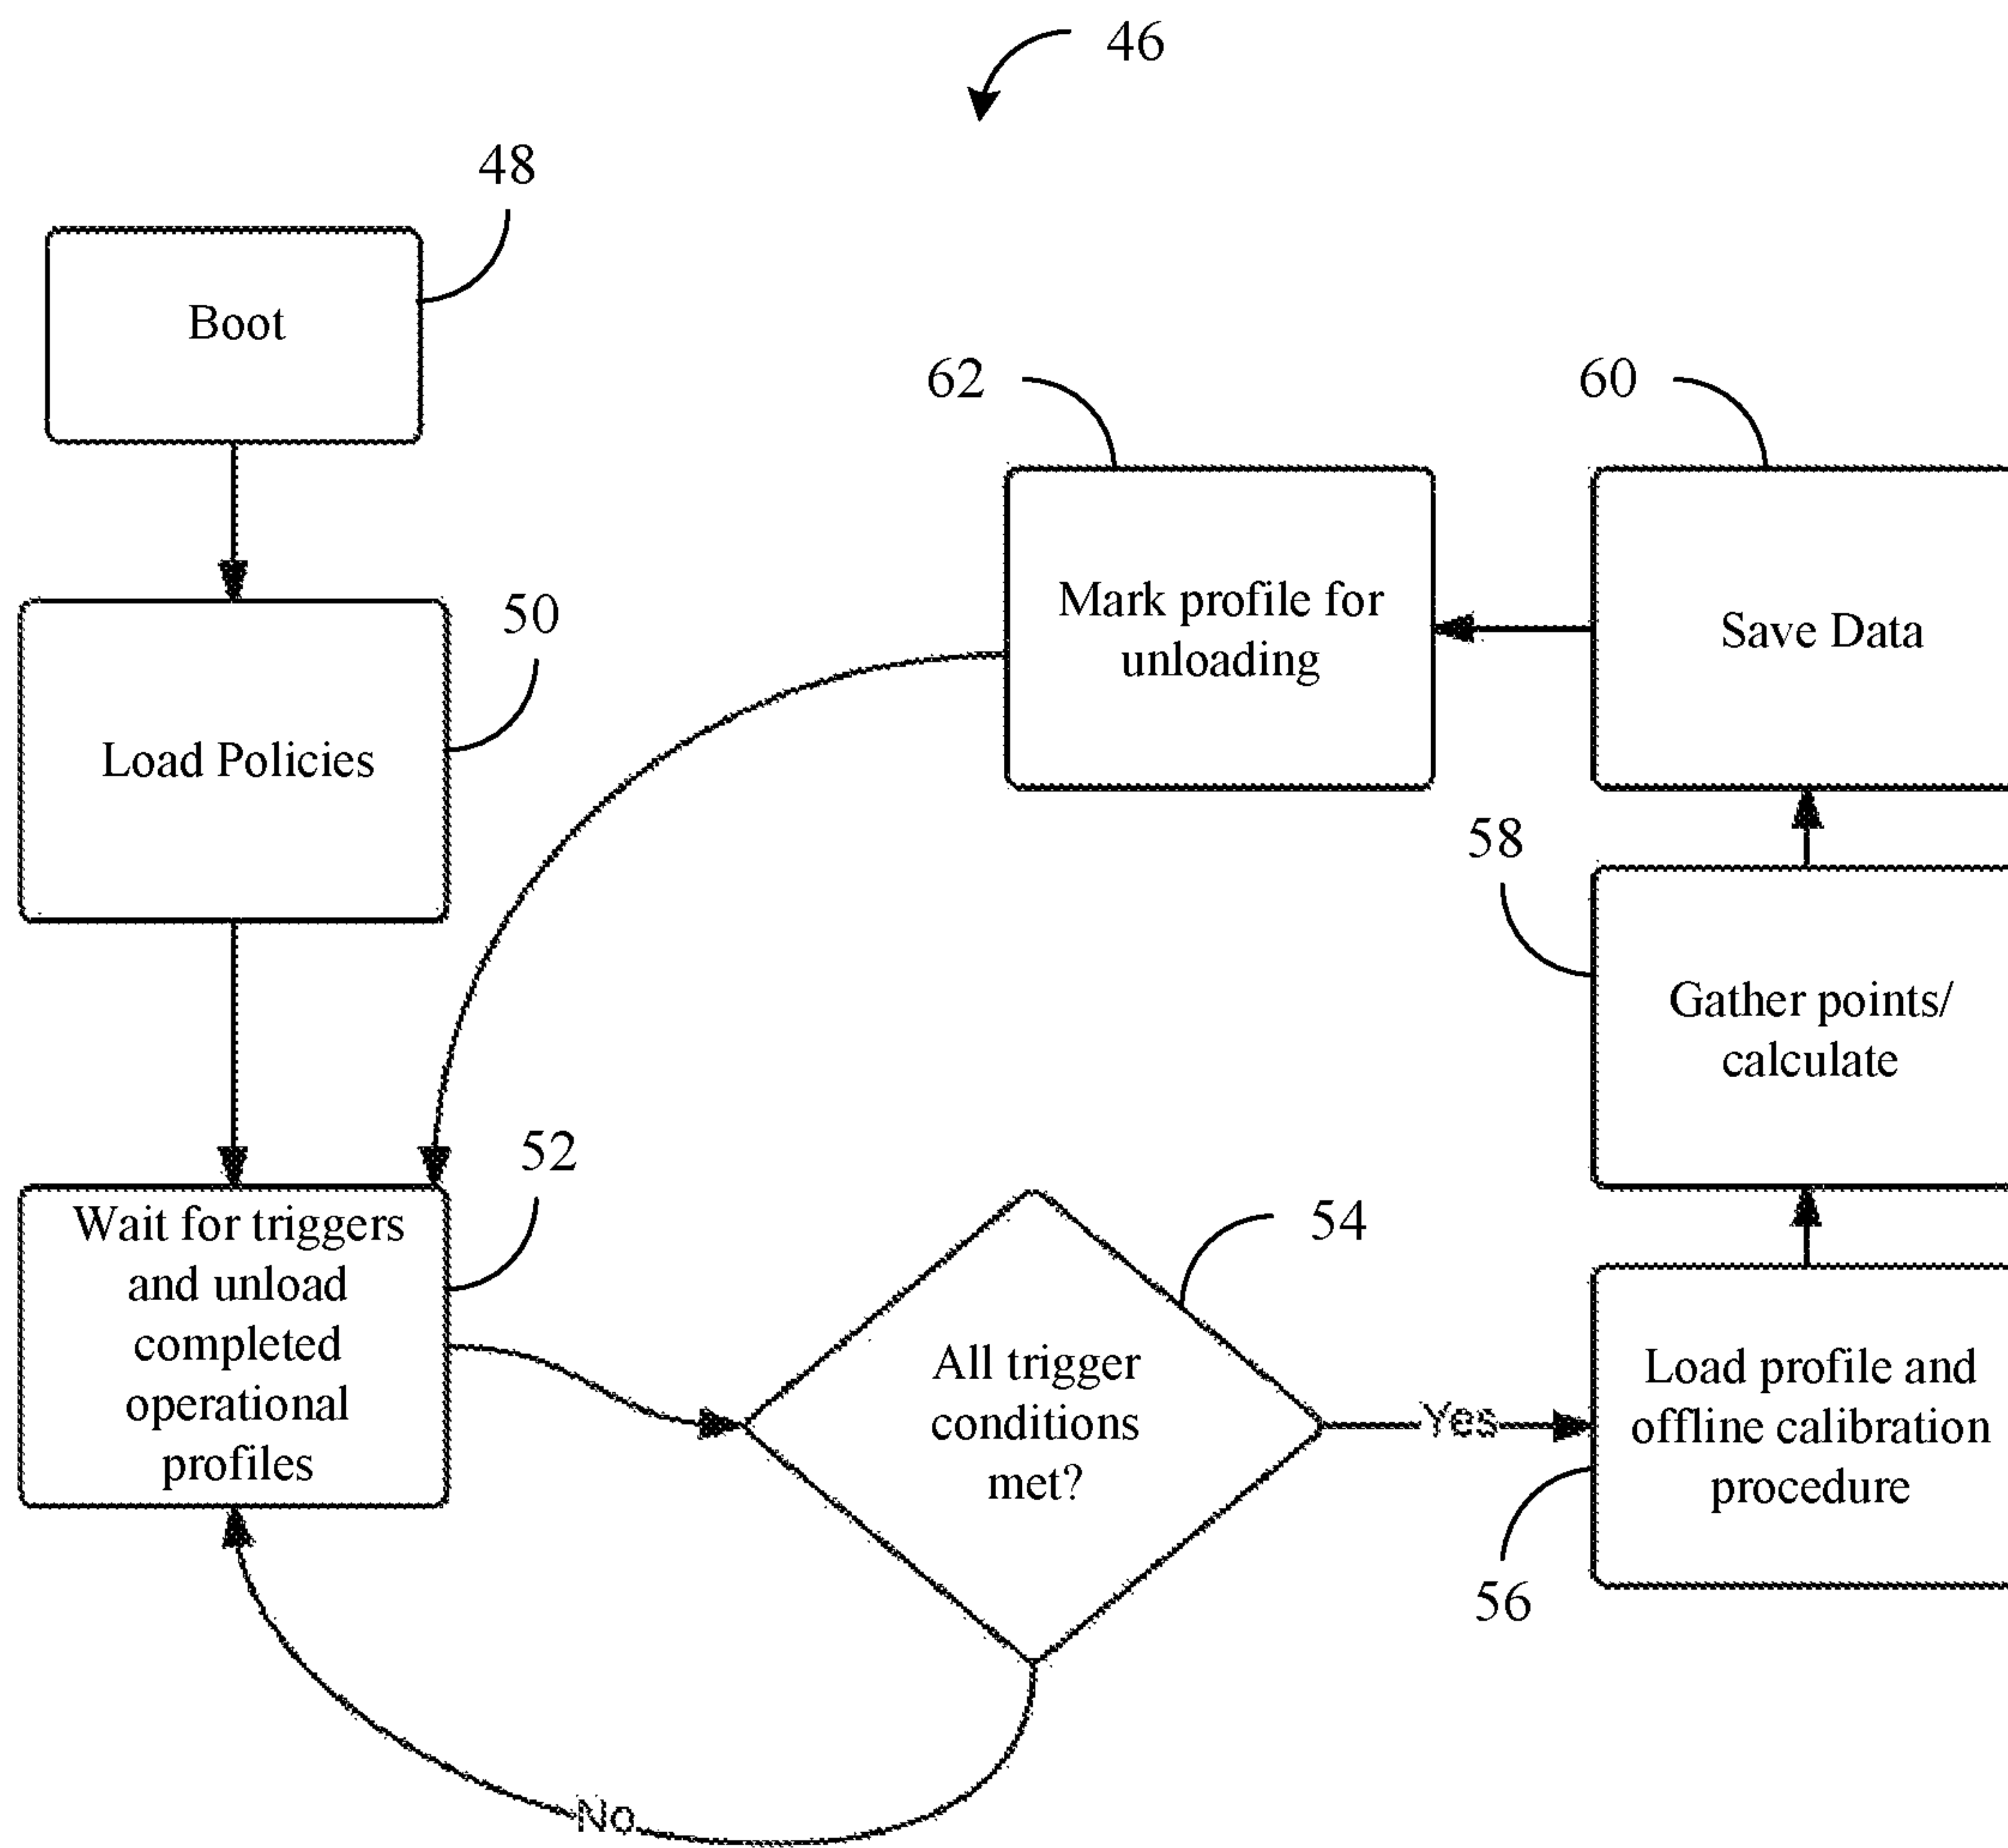 46
48
Boot
50
Load Policies
52
Wait for triggers
and unload
completed
operational
profiles
54
All trigger
conditions
met?
Yes
No
56
Load profile and
offline calibration
procedure
58
Gather points/
calculate
60
Save Data
62
Mark profile for
unloading